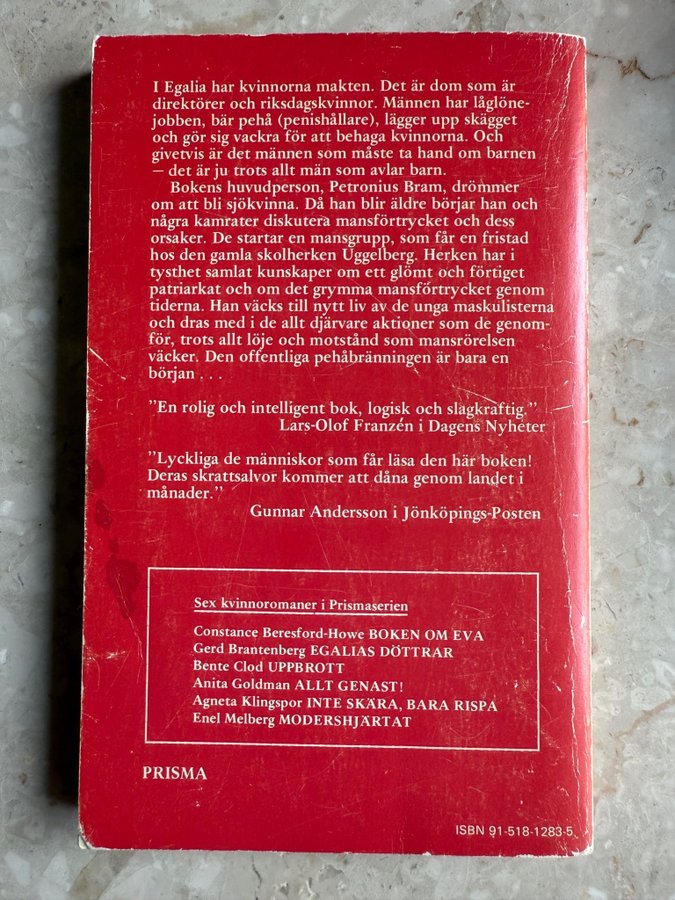 I Egalia har kvinnorna makten. Det är dom som är
direktörer och riksdagskvinnor. Männen har låglöne-
jobben, bär pehå (penishållare), lägger upp skägget
och gör sig vackra för att behaga kvinnorna. Och
givetvis är det männen som måste ta hand om barnen
— det är ju trots allt män som avlar barn.
Bokens huvudperson, Petronius Bram, drömmer
om att bli sjökvinna. Då han blir äldre börjar han och
några kamrater diskutera mansförtrycket och dess
orsaker. De startar en mansgrupp, som får en fristad
hos den gamla skolherken Uggelberg. Herken har i
tysthet samlat kunskaper om ett glömt och förtiget
patriarkat och om det grymma mansförtrycket genom
tiderna. Han väcks till nytt liv av de unga maskulisterna
och dras med i de allt djärvare aktioner som de genom-
för, trots allt löje och motstånd som mansrörelsen
väcker. Den offentliga pehåbränningen är bara en
början . . .
"En rolig och intelligent bok, logisk och slagkraftig."
Lars-Olof Franzén i Dagens Nyheter
"Lyckliga de människor som får läsa den här boken!
Deras skrattsalvor kommer att dåna genom landet i
månader."
Gunnar Andersson i Jönköpings-Posten
Sex kvinnoromaner i Prismaserien
Constance Beresford-Howe BOKEN OM EVA
Gerd Brantenberg EGALIAS DÖTTRAR
Bente Clod UPPBROTT
Anita Goldman ALLT GENAST!
Agneta Klingspor INTE SKÄRA, BARA RISPA
Enel Melberg MODERSHJÄRTAT
PRISMA
ISBN 91-518-1283-5